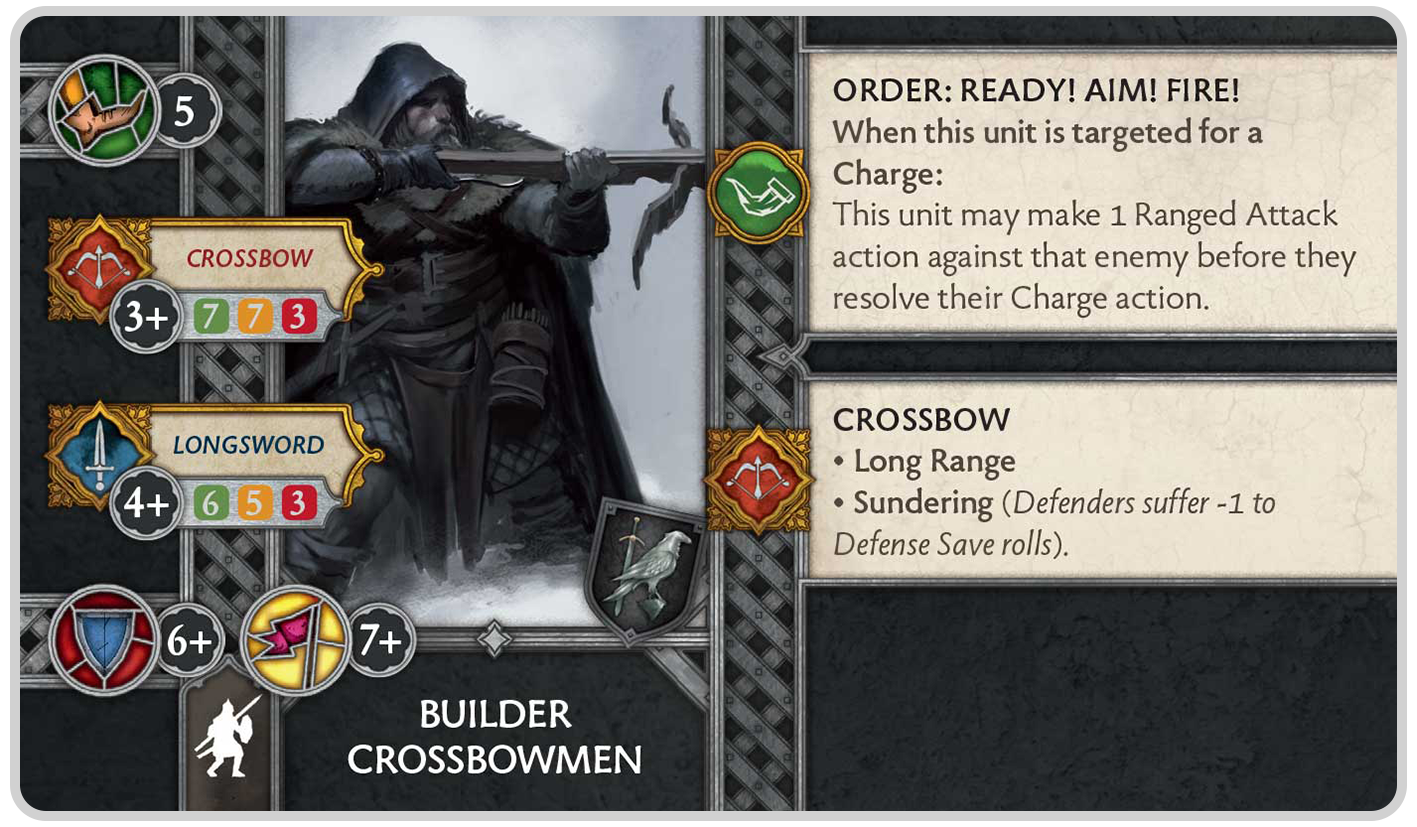 5
CROSSBOW
3+ 7 7 3
LONGSWORD
4+ 6 5 3
6+ 7+
BUILDER
CROSSBOWMEN
ORDER: READY! AIM! FIRE!
When this unit is targeted for a
Charge:
This unit may make 1 Ranged Attack
action against that enemy before they
resolve their Charge action.
CROSSBOW
• Long Range
• Sundering (Defenders suffer -1 to
Defense Save rolls).